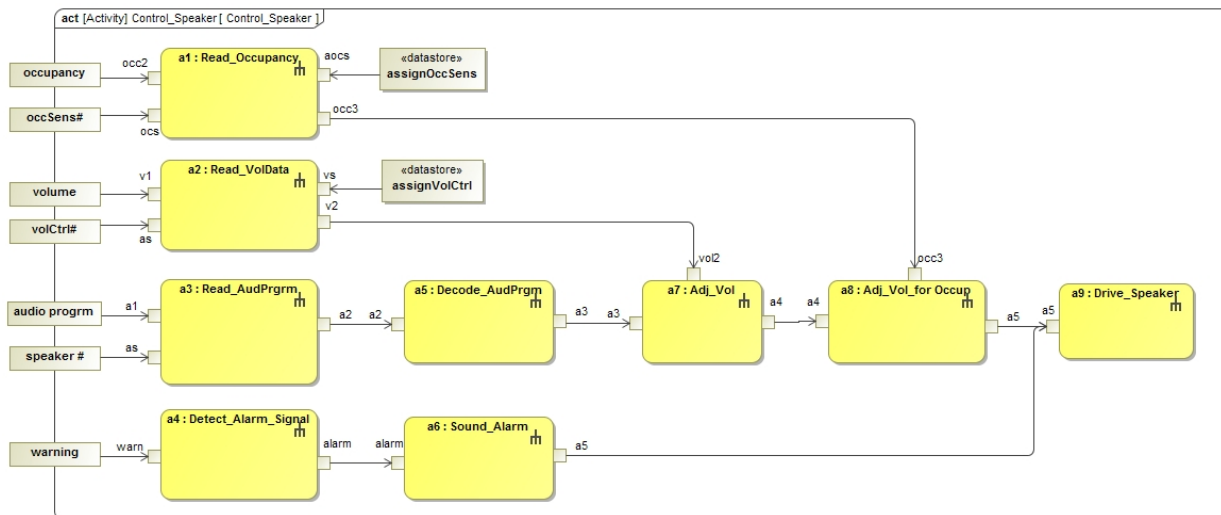 act [Activity] Control_Speaker [ Control_Speaker ]
occupancy
occ2
a1 : Read_Occupancy
aocs
«datastore»
assignOccSens
occSens#
ocs
occ3
volume
v1
a2 : Read_VolData
vs
«datastore»
assignVolCtrl
volCtrl#
as
v2
vol2
occ3
audio progrm
a1
a3 : Read_AudPrgrm
a2
a2
a5 : Decode_AudPrgm
a3
a3
a7 : Adj_Vol
a4
a4
a8 : Adj_Vol_for Occup
a5
a5
a9 : Drive_Speaker
speaker #
as
warning
warn
a4 : Detect_Alarm_Signal
alarm
alarm
a6 : Sound_Alarm
a5